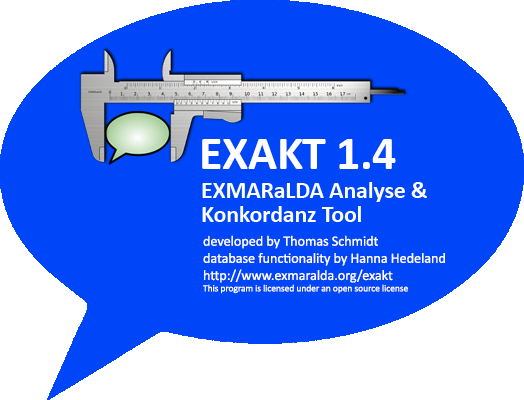 EXAKT 1.4
EXMARaLDA Analyse &
Konkordanz Tool
developed by Thomas Schmidt
database functionality by Hanna Hedeland
http://www.exmaralda.org/exakt
This program is licensed under an open source license